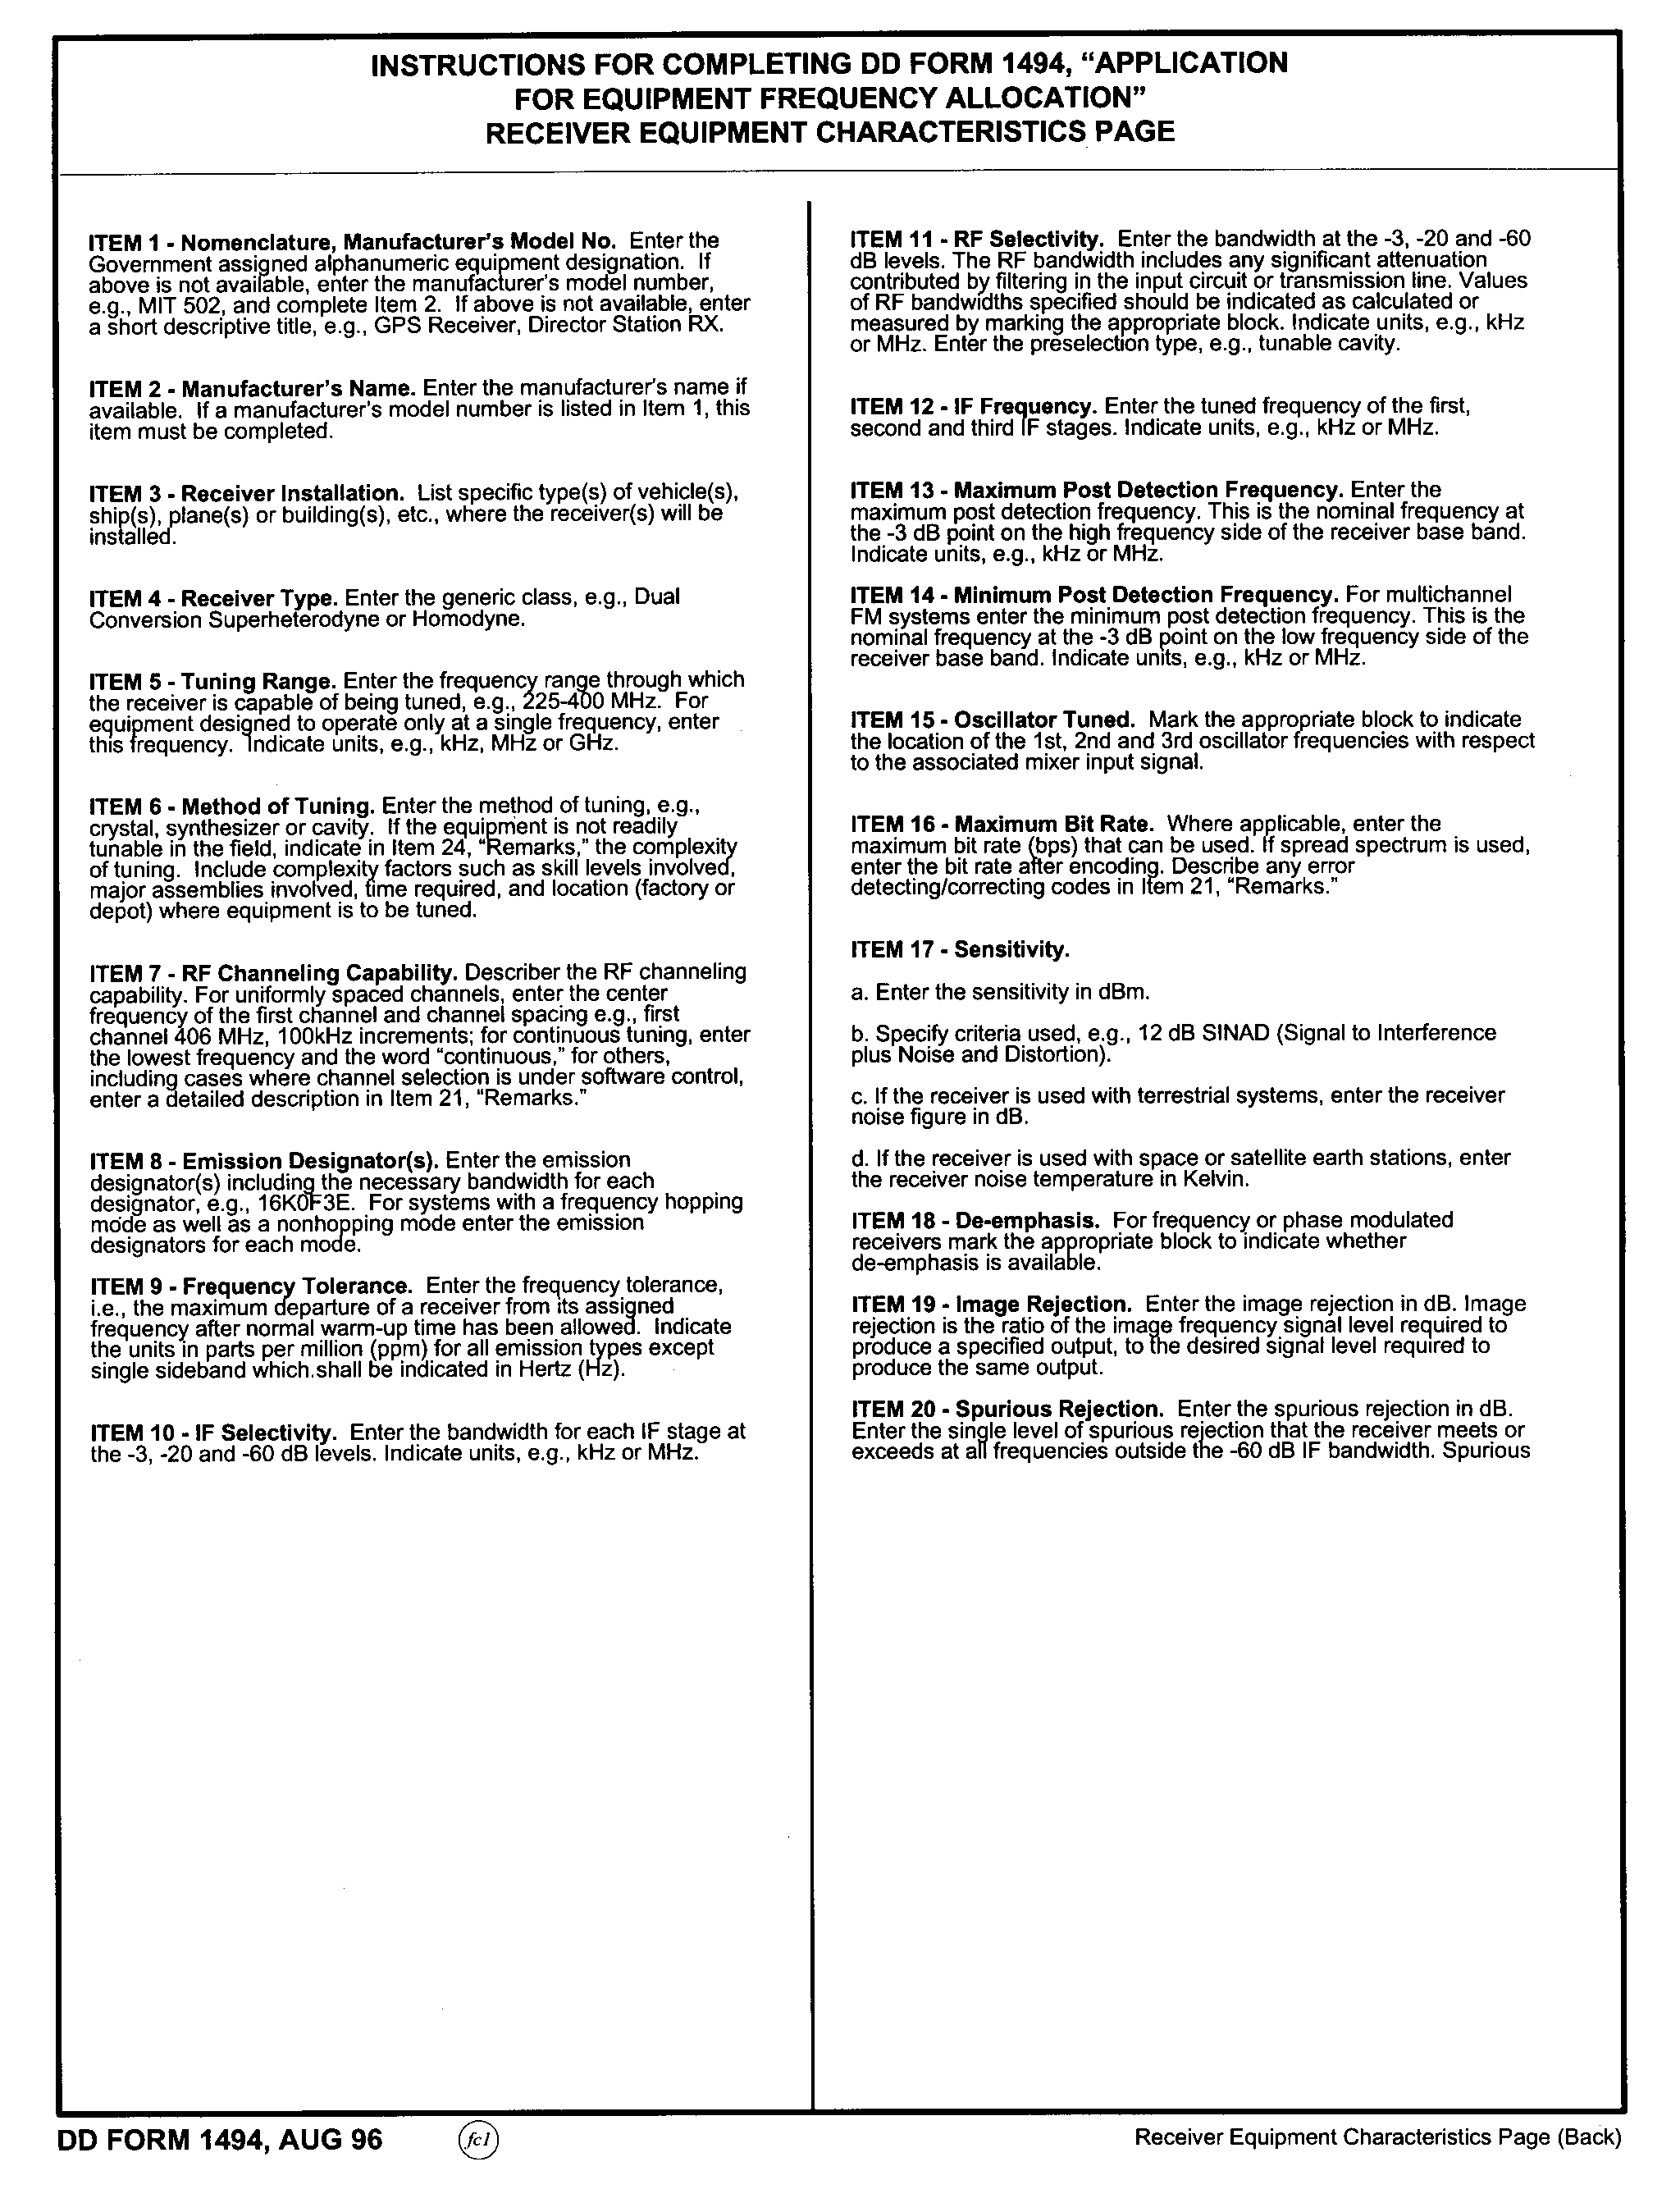 INSTRUCTIONS FOR COMPLETING DD FORM 1494, “APPLICATION
FOR EQUIPMENT FREQUENCY ALLOCATION”
RECEIVER EQUIPMENT CHARACTERISTICS PAGE
ITEM 1 - Nomenclature, Manufacturer's Model No. Enter the
Government assigned alphanumeric equipment designation. If
above is not available, enter the manufacturer's model number,
e.g., MIT 502, and complete Item 2. If above is not available, enter
a short descriptive title, e.g., GPS Receiver, Director Station RX.
ITEM 2 - Manufacturer's Name. Enter the manufacturer's name if
available. If a manufacturer's model number is listed in Item 1, this
item must be completed.
ITEM 3 - Receiver Installation. List specific type(s) of vehicle(s),
ship(s), plane(s) or building(s), etc., where the receiver(s) will be
installed.
ITEM 4 - Receiver Type. Enter the generic class, e.g., Dual
Conversion Superheterodyne or Homodyne.
ITEM 5 - Tuning Range. Enter the frequency range through which
the receiver is capable of being tuned, e.g., 225-400 MHz. For
equipment designed to operate only at a single frequency, enter
this frequency. Indicate units, e.g., kHz, MHz or GHz.
ITEM 6 - Method of Tuning. Enter the method of tuning, e.g.,
crystal, synthesizer or cavity. If the equipment is not readily
tunable in the field, indicate in Item 24, “Remarks,” the complexity
of tuning. Include complexity factors such as skill levels involved,
major assemblies involved, time required, and location (factory or
depot) where equipment is to be tuned.
ITEM 7 - RF Channeling Capability. Describer the RF channeling
capability. For uniformly spaced channels, enter the center
frequency of the first channel and channel spacing e.g., first
channel 406 MHz, 100kHz increments; for continuous tuning, enter
the lowest frequency and the word “continuous,” for others,
including cases where channel selection is under software control,
enter a detailed description in Item 21, “Remarks.”
ITEM 8 - Emission Designator(s). Enter the emission
designator(s) including the necessary bandwidth for each
designator, e.g., 16K0F3E. For systems with a frequency hopping
mode as well as a nonhopping mode enter the emission
designators for each mode.
ITEM 9 - Frequency Tolerance. Enter the frequency tolerance,
i.e., the maximum departure of a receiver from its assigned
frequency after normal warm-up time has been allowed. Indicate
the units in parts per million (ppm) for all emission types except
single sideband which shall be indicated in Hertz (Hz).
ITEM 10 - IF Selectivity. Enter the bandwidth for each IF stage at
the -3, -20 and -60 dB levels. Indicate units, e.g., kHz or MHz.
ITEM 11 - RF Selectivity. Enter the bandwidth at the -3, -20 and -60
dB levels. The RF bandwidth includes any significant attenuation
contributed by filtering in the input circuit or transmission line. Values
of RF bandwidths specified should be indicated as calculated or
measured by marking the appropriate block. Indicate units, e.g., kHz
or MHz. Enter the preselection type, e.g., tunable cavity.
ITEM 12 - IF Frequency. Enter the tuned frequency of the first,
second and third IF stages. Indicate units, e.g., kHz or MHz.
ITEM 13 - Maximum Post Detection Frequency. Enter the
maximum post detection frequency. This is the nominal frequency at
the -3 dB point on the high frequency side of the receiver base band.
Indicate units, e.g., kHz or MHz.
ITEM 14 - Minimum Post Detection Frequency. For multichannel
FM systems enter the minimum post detection frequency. This is the
nominal frequency at the -3 dB point on the low frequency side of the
receiver base band. Indicate units, e.g., kHz or MHz.
ITEM 15 - Oscillator Tuned. Mark the appropriate block to indicate
the location of the 1st, 2nd and 3rd oscillator frequencies with respect
to the associated mixer input signal.
ITEM 16 - Maximum Bit Rate. Where applicable, enter the
maximum bit rate (bps) that can be used. If spread spectrum is used,
enter the bit rate after encoding. Describe any error
detecting/correcting codes in Item 21, “Remarks.”
ITEM 17 - Sensitivity.
a. Enter the sensitivity in dBm.
b. Specify criteria used, e.g., 12 dB SINAD (Signal to Interference
plus Noise and Distortion).
c. If the receiver is used with terrestrial systems, enter the receiver
noise figure in dB.
d. If the receiver is used with space or satellite earth stations, enter
the receiver noise temperature in Kelvin.
ITEM 18 - De-emphasis. For frequency or phase modulated
receivers mark the appropriate block to indicate whether
de-emphasis is available.
ITEM 19 - Image Rejection. Enter the image rejection in dB. Image
rejection is the ratio of the image frequency signal level required to
produce a specified output, to the desired signal level required to
produce the same output.
ITEM 20 - Spurious Rejection. Enter the spurious rejection in dB.
Enter the single level of spurious rejection that the receiver meets or
exceeds at all frequencies outside the -60 dB IF bandwidth. Spurious
DD FORM 1494, AUG 96
fc1
Receiver Equipment Characteristics Page (Back)